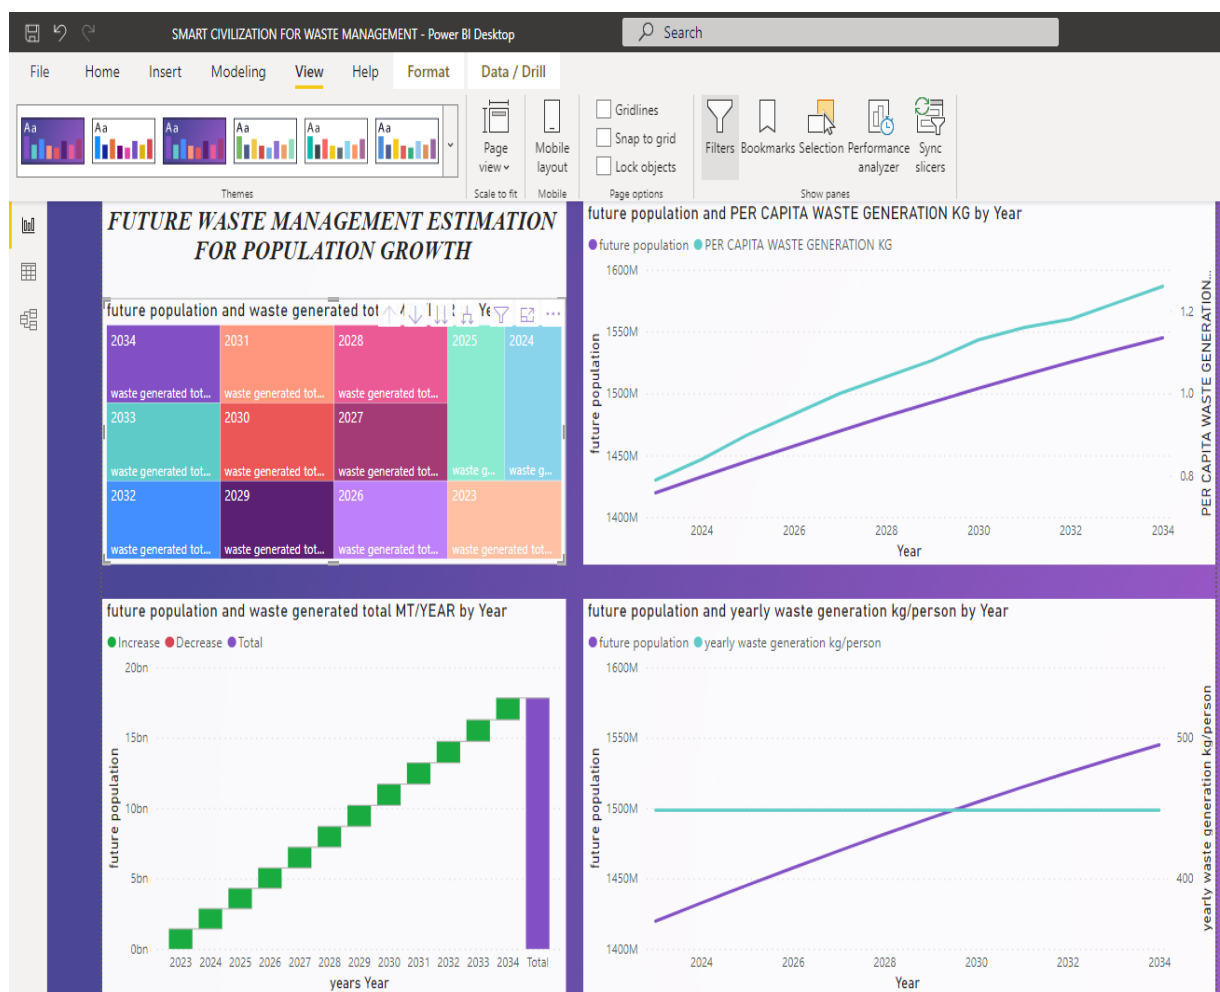 SMART CIVILIZATION FOR WASTE MANAGEMENT - Power BI Desktop
Search
File Home Insert Modeling View Help Format Data / Drill
Aa Aa Aa Aa Aa Aa
Page view
Mobile layout
Gridlines
Snap to grid
Lock objects
Filters Bookmarks Selection Performance analyzer Sync slicers
Themes Scale to fit Mobile Page options Show panes
FUTURE WASTE MANAGEMENT ESTIMATION
FOR POPULATION GROWTH
future population and waste generated tot
2034 2031 2028 2025 2024
waste generated tot... waste generated tot... waste generated tot...
2033 2030 2027
waste generated tot... waste generated tot... waste generated tot... waste g... waste g...
2032 2029 2026 2023
waste generated tot... waste generated tot... waste generated tot... waste generated tot...
future population and PER CAPITA WASTE GENERATION KG by Year
future population PER CAPITA WASTE GENERATION KG
1600M
1550M
1500M
1450M
1400M
future population
1.2
1.0
0.8
PER CAPITA WASTE GENERATION...
2024 2026 2028 2030 2032 2034
Year
future population and waste generated total MT/YEAR by Year
Increase Decrease Total
20bn
15bn
10bn
5bn
0bn
future population
2023 2024 2025 2026 2027 2028 2029 2030 2031 2032 2033 2034 Total
years Year
future population and yearly waste generation kg/person by Year
future population yearly waste generation kg/person
1600M
1550M
1500M
1450M
1400M
future population
500
400
yearly waste generation kg/person
2024 2026 2028 2030 2032 2034
Year